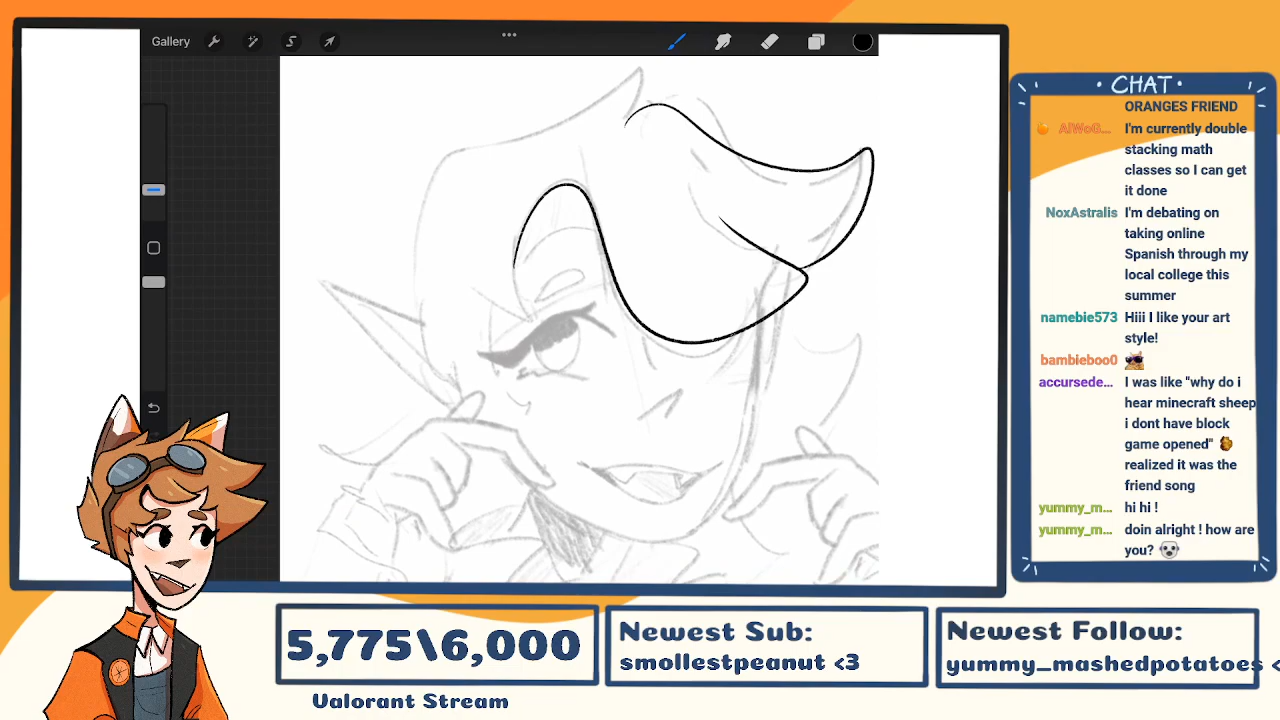 Gallery
• CHAT •
ORANGES FRIEND
AlWoG... I'm currently double
stacking math
classes so I can get
it done
NoxAstralis I'm debating on
taking online
Spanish through my
local college this
summer
namebie573 Hiii I like your art
style!
bambieboo0
accursede... I was like "why do i
hear minecraft sheep
i dont have block
game opened"
realized it was the
friend song
yummy_m... hi hi !
yummy_m... doin alright ! how are
you?
5,775\6,000
Valorant Stream
Newest Sub:
smollestpeanut <3
Newest Follow:
yummy_mashedpotatoes <